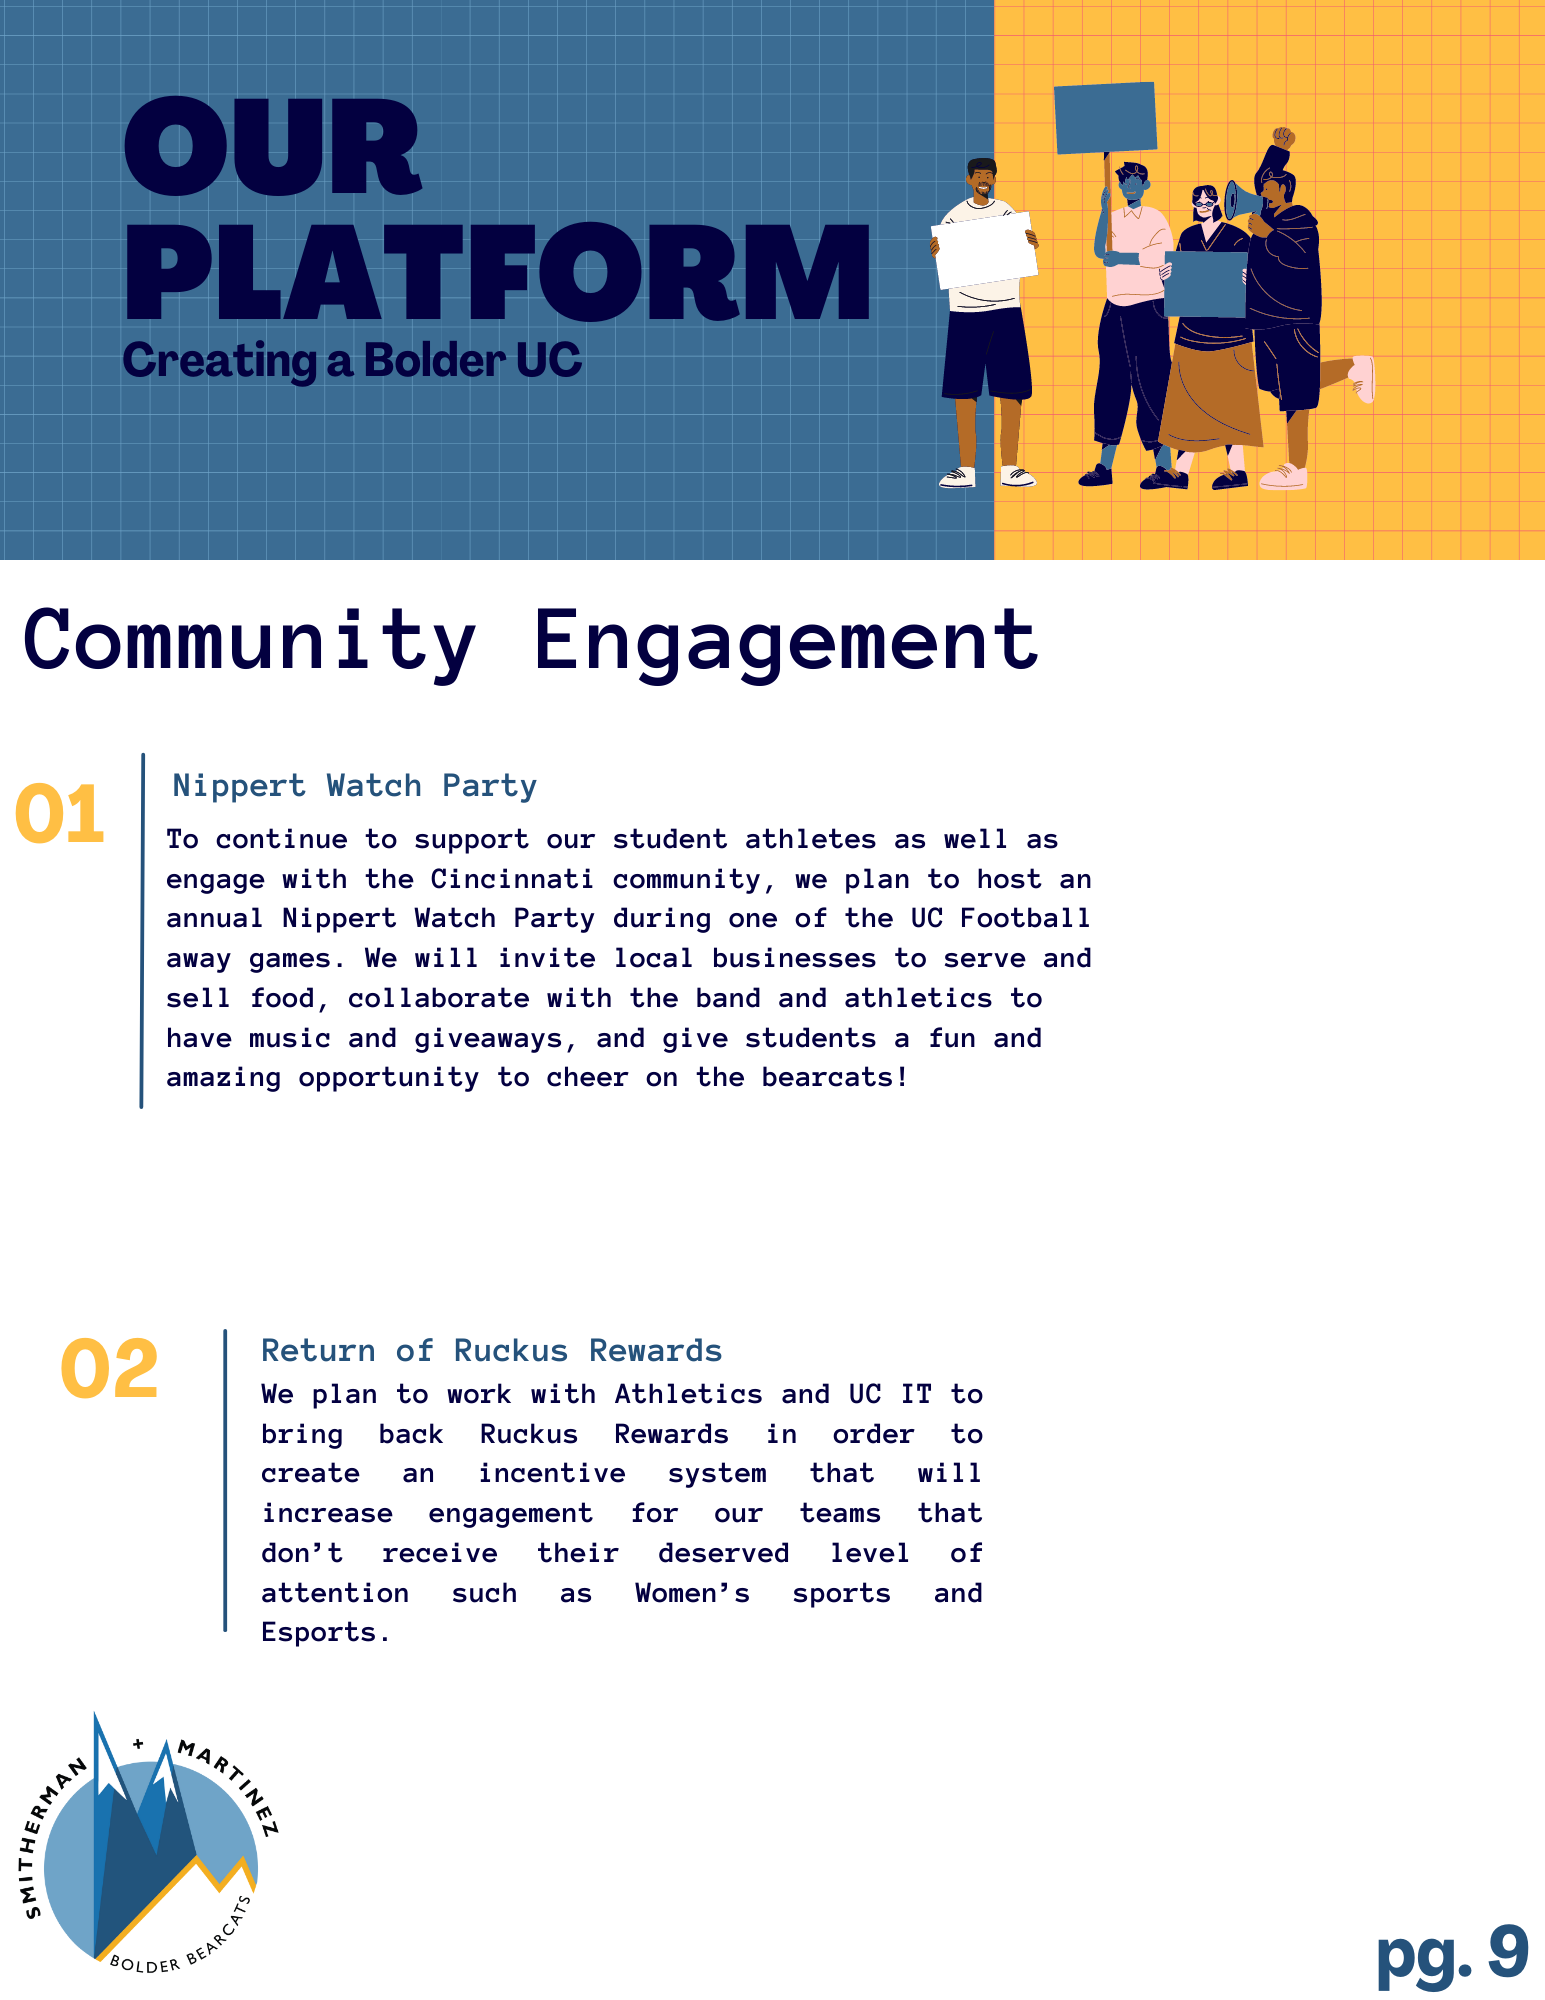 OUR
PLATFORM
Creating a Bolder UC
Community Engagement
01
Nippert Watch Party
To continue to support our student athletes as well as
engage with the Cincinnati community, we plan to host an
annual Nippert Watch Party during one of the UC Football
away games. We will invite local businesses to serve and
sell food, collaborate with the band and athletics to
have music and giveaways, and give students a fun and
amazing opportunity to cheer on the bearcats!
02
Return of Ruckus Rewards
We plan to work with Athletics and UC IT to
bring back Ruckus Rewards in order to
create an incentive system that will
increase engagement for our teams that
don’t receive their deserved level of
attention such as Women’s sports and
Esports.
SMITHERMAN + MARTINEZ
BOLDER BEARCATS
pg. 9